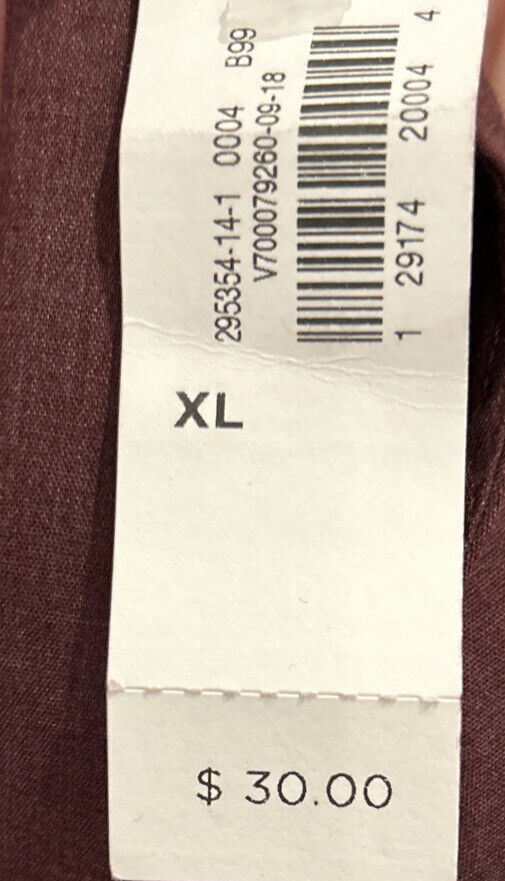 295354-14-1 0004 B99
V700079260-09-18
1 29174 20004 4
XL
$ 30.00